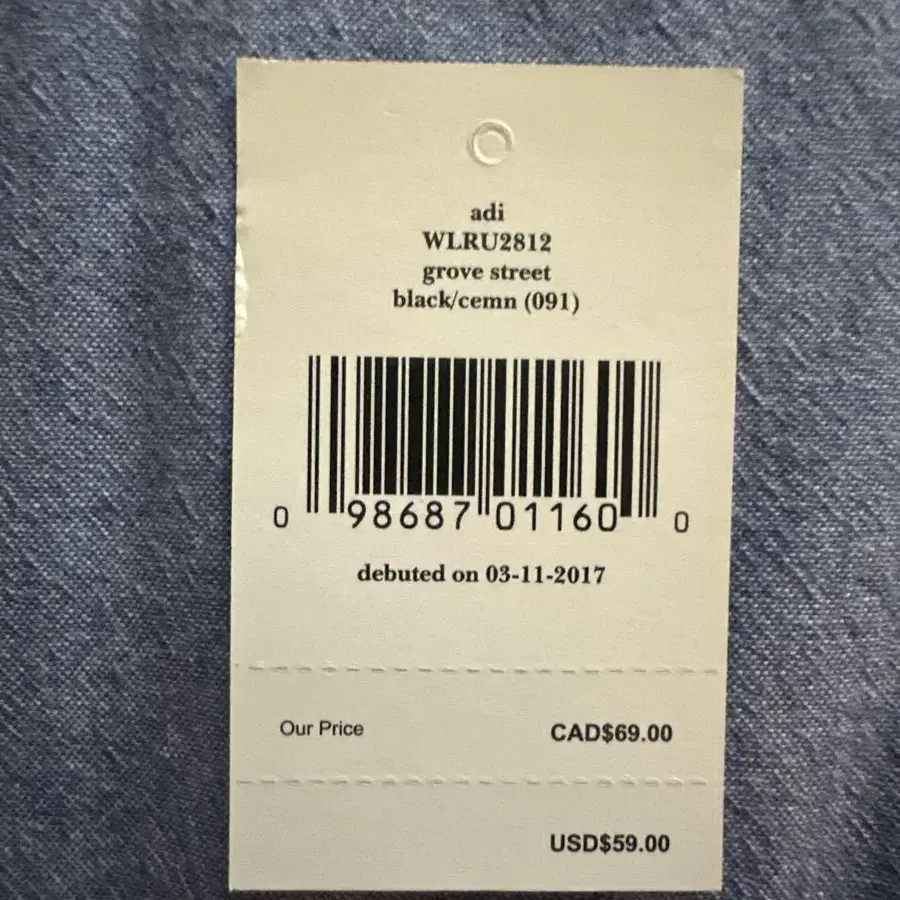 adi
WLRU2812
grove street
black/cemn (091)
0 98687 01160 0
debuted on 03-11-2017
Our Price CAD$69.00
USD$59.00